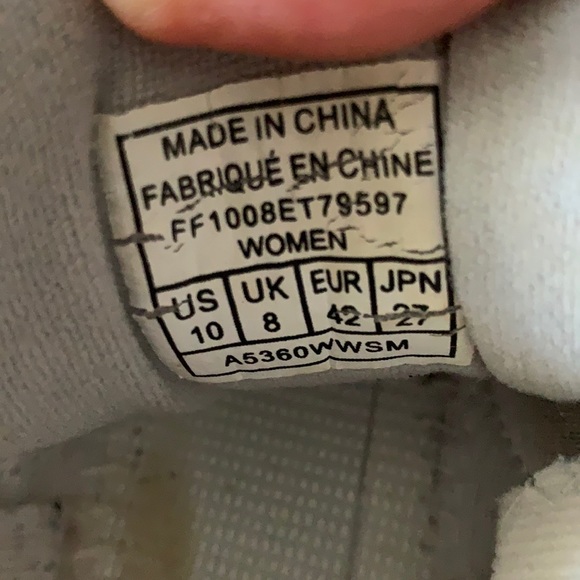 MADE IN CHINA
FABRIQUÉ EN CHINE
FF1008ET79597
WOMEN
US UK EUR JPN
10 8 42 27
A5360WWSM